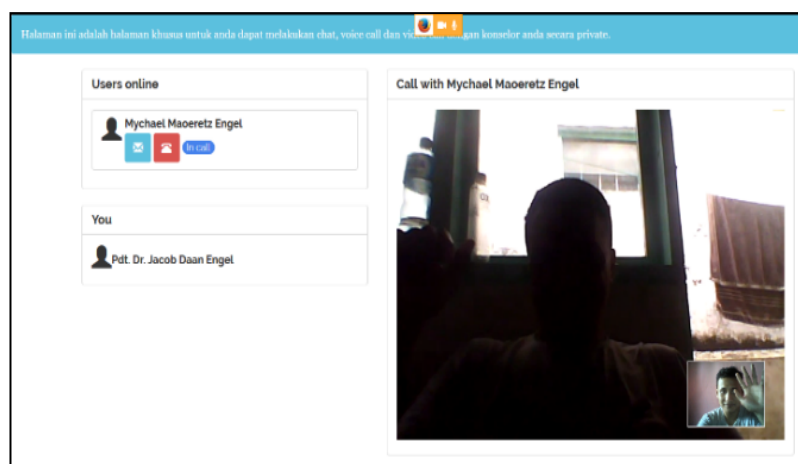 Halaman ini adalah halaman khusus untuk anda dapat melakukan chat, voice call dan dengan konselor anda secara private.
Users online
Mychael Maoeretz Engel
In call
You
Pdt. Dr. Jacob Daan Engel
Call with Mychael Maoeretz Engel